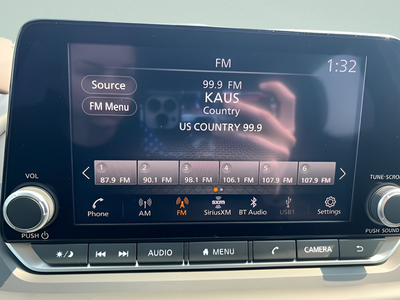 FM
1:32
Source
99.9 FM
KAUS
FM Menu
Country
US COUNTRY 99.9
1 2 3 4 5 6
87.9 FM 90.1 FM 98.1 FM 106.1 FM 107.9 FM 107.9 FM
VOL
TUNE·SCROLL
Phone AM FM SiriusXM BT Audio USB1 Settings
PUSH
PUSH SOUND
AUDIO MENU CAMERA